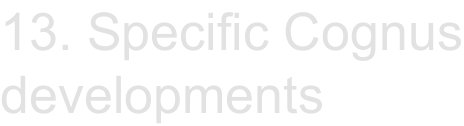 13. Specific Cognus
developments